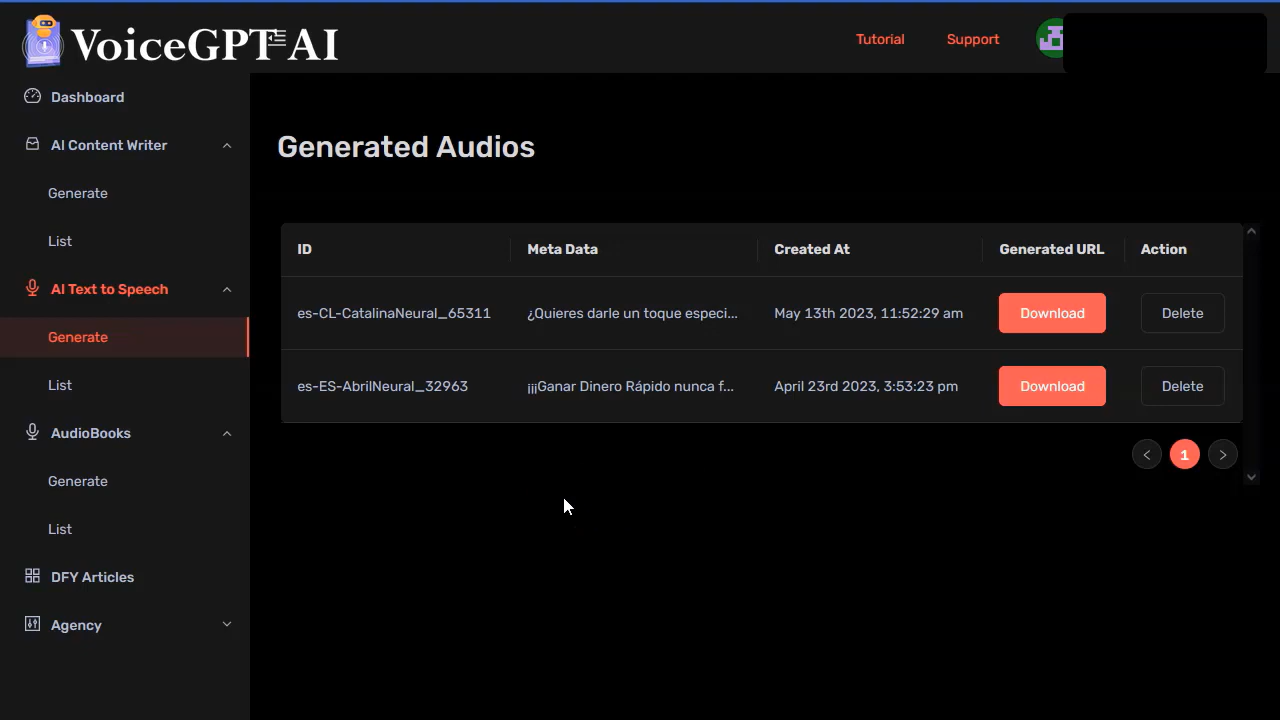 VoiceGPT AI
Tutorial
Support
Dashboard
AI Content Writer
Generate
List
AI Text to Speech
Generate
List
AudioBooks
Generate
List
DFY Articles
Agency
Generated Audios
ID Meta Data Created At Generated URL Action
es-CL-CatalinaNeural_65311 ¿Quieres darle un toque especi... May 13th 2023, 11:52:29 am Download Delete
es-ES-AbrilNeural_32963 ¡¡¡Ganar Dinero Rápido nunca f... April 23rd 2023, 3:53:23 pm Download Delete
< 1 >